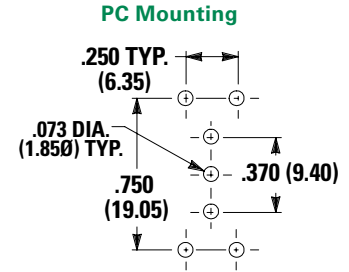 PC Mounting
.250 TYP.
(6.35)
.073 DIA.
(1.85Ø) TYP.
.370 (9.40)
.750
(19.05)